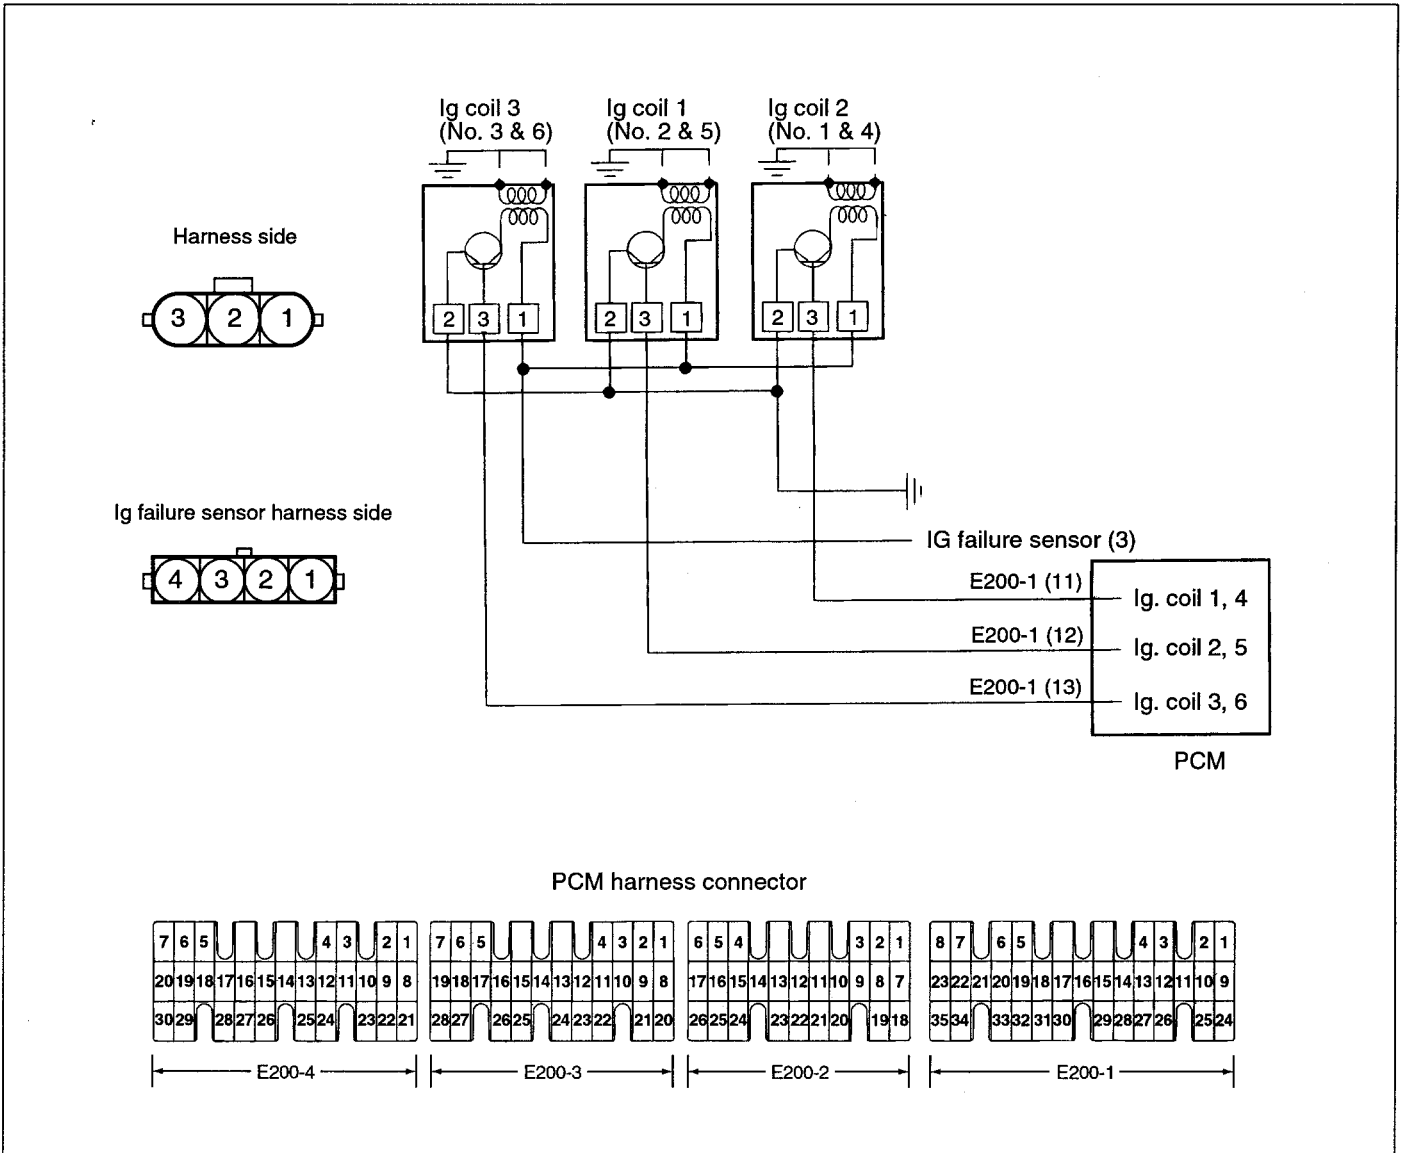 Ig coil 3
(No. 3 & 6)
Ig coil 1
(No. 2 & 5)
Ig coil 2
(No. 1 & 4)
Harness side
3 2 1
2 3 1
2 3 1
2 3 1
Ig failure sensor harness side
4 3 2 1
IG failure sensor (3)
E200-1 (11)
Ig. coil 1, 4
E200-1 (12)
Ig. coil 2, 5
E200-1 (13)
Ig. coil 3, 6
PCM
PCM harness connector
7 6 5 4 3 2 1
20 19 18 17 16 15 14 13 12 11 10 9 8
30 29 28 27 26 25 24 23 22 21
E200-4
7 6 5 4 3 2 1
19 18 17 16 15 14 13 12 11 10 9 8
28 27 26 25 24 23 22 21 20
E200-3
6 5 4 3 2 1
17 16 15 14 13 12 11 10 9 8 7
26 25 24 23 22 21 20 19 18
E200-2
8 7 6 5 4 3 2 1
23 22 21 20 19 18 17 16 15 14 13 12 11 10 9
35 34 33 32 31 30 29 28 27 26 25 24
E200-1